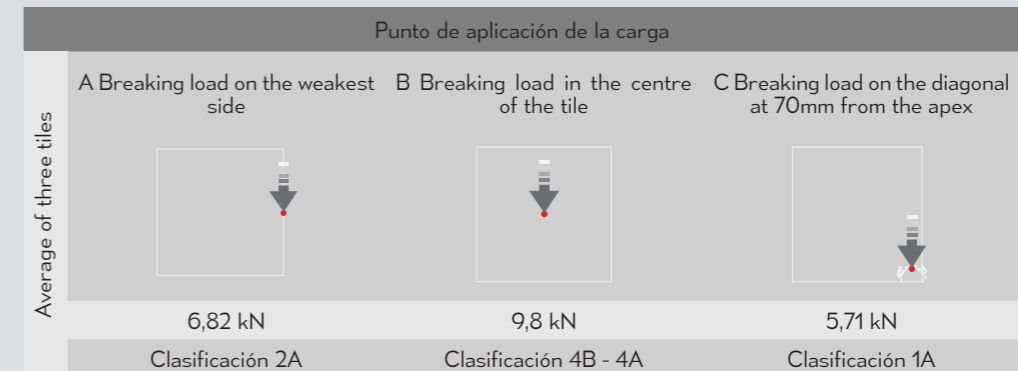 Punto de aplicación de la carga
Average of three tiles
A Breaking load on the weakest
side
B Breaking load in the centre
of the tile
C Breaking load on the diagonal
at 70mm from the apex
6,82 kN
9,8 kN
5,71 kN
Clasificación 2A
Clasificación 4B - 4A
Clasificación 1A